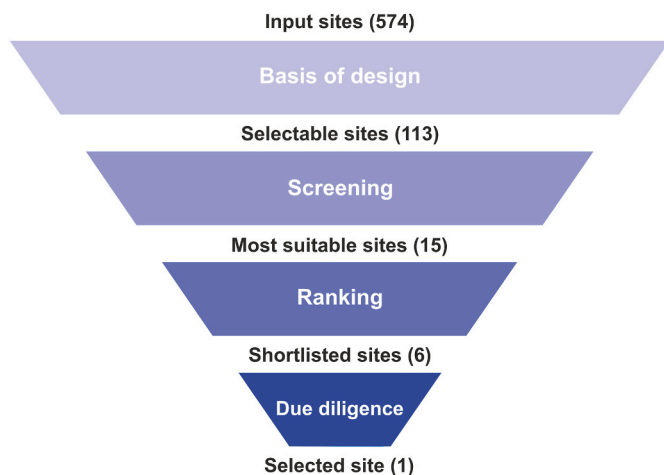 Input sites (574)
Basis of design
Selectable sites (113)
Screening
Most suitable sites (15)
Ranking
Shortlisted sites (6)
Due diligence
Selected site (1)